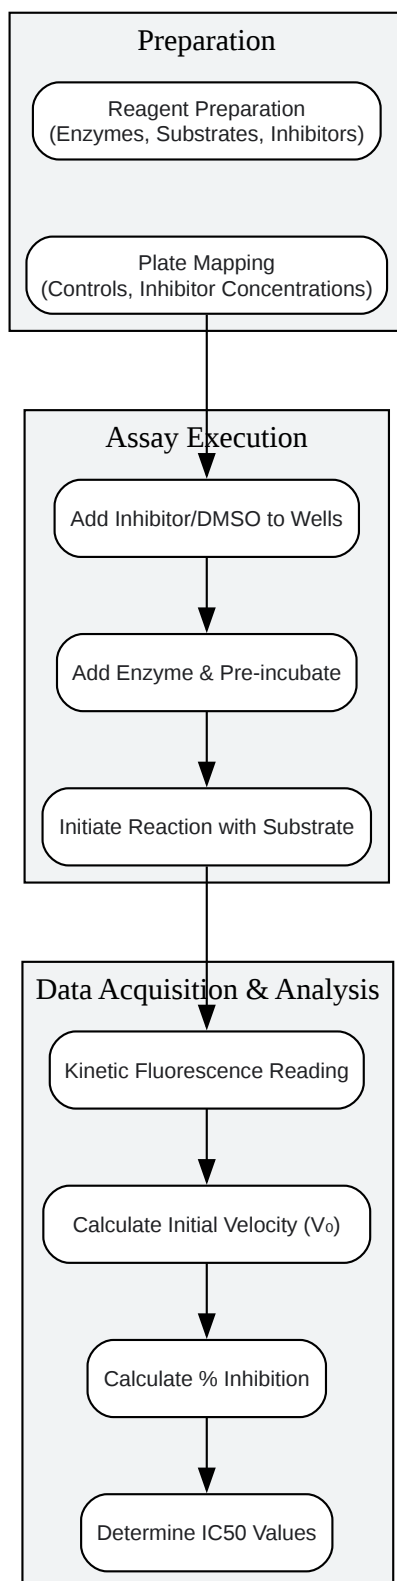 Preparation
Reagent Preparation
(Enzymes, Substrates, Inhibitors)
Plate Mapping
(Controls, Inhibitor Concentrations)
Assay Execution
Add Inhibitor/DMSO to Wells
Add Enzyme & Pre-incubate
Initiate Reaction with Substrate
Data Acquisition & Analysis
Kinetic Fluorescence Reading
Calculate Initial Velocity (V₀)
Calculate % Inhibition
Determine IC50 Values